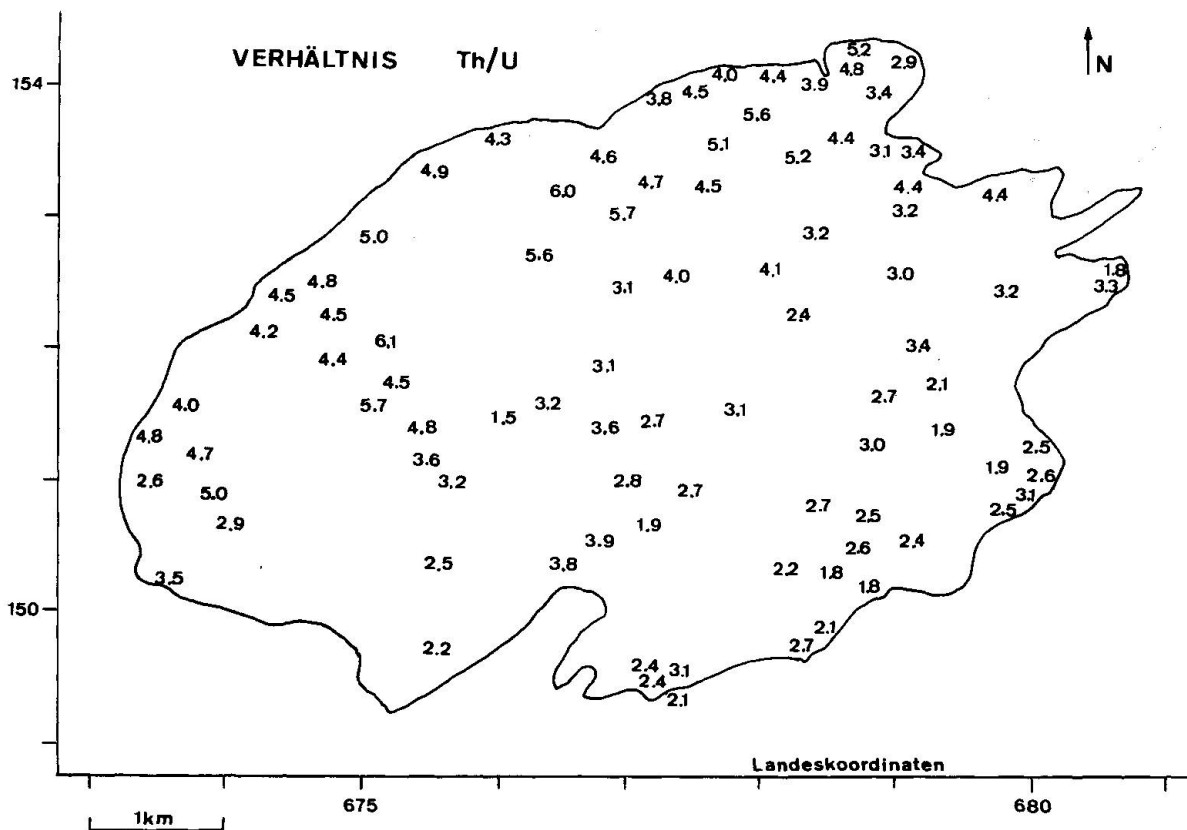 VERHÄLTNIS Th/U
N
154
5.2
2.9
4.8
4.0 4.4 3.9
3.8 4.5 3.4
5.6
4.3 5.1 4.4
4.6 5.2 3.1 3.4
4.9 4.7 4.5 4.4
6.0 4.4
5.7 3.2
5.0 3.2
5.6 4.1
4.8 3.1 4.0 3.0 1.8
4.5 3.2 3.3
4.5 2.4
4.2 6.1
4.4 3.1 3.4
4.5 2.1
4.0 5.7 1.5 3.2 3.1 2.7
4.8 4.8 3.6 2.7 1.9
4.7 3.6 3.0 2.5
2.6 3.2 2.8 1.9 2.6
5.0 2.7 3.1
2.9 1.9 2.7 2.5 2.5
3.9 2.6 2.4
3.5 2.5 3.8 2.2 1.8
1.8
150
2.1
2.2 2.7
2.4 3.1
2.4
2.1
Landeskoordinaten
675 680
1km